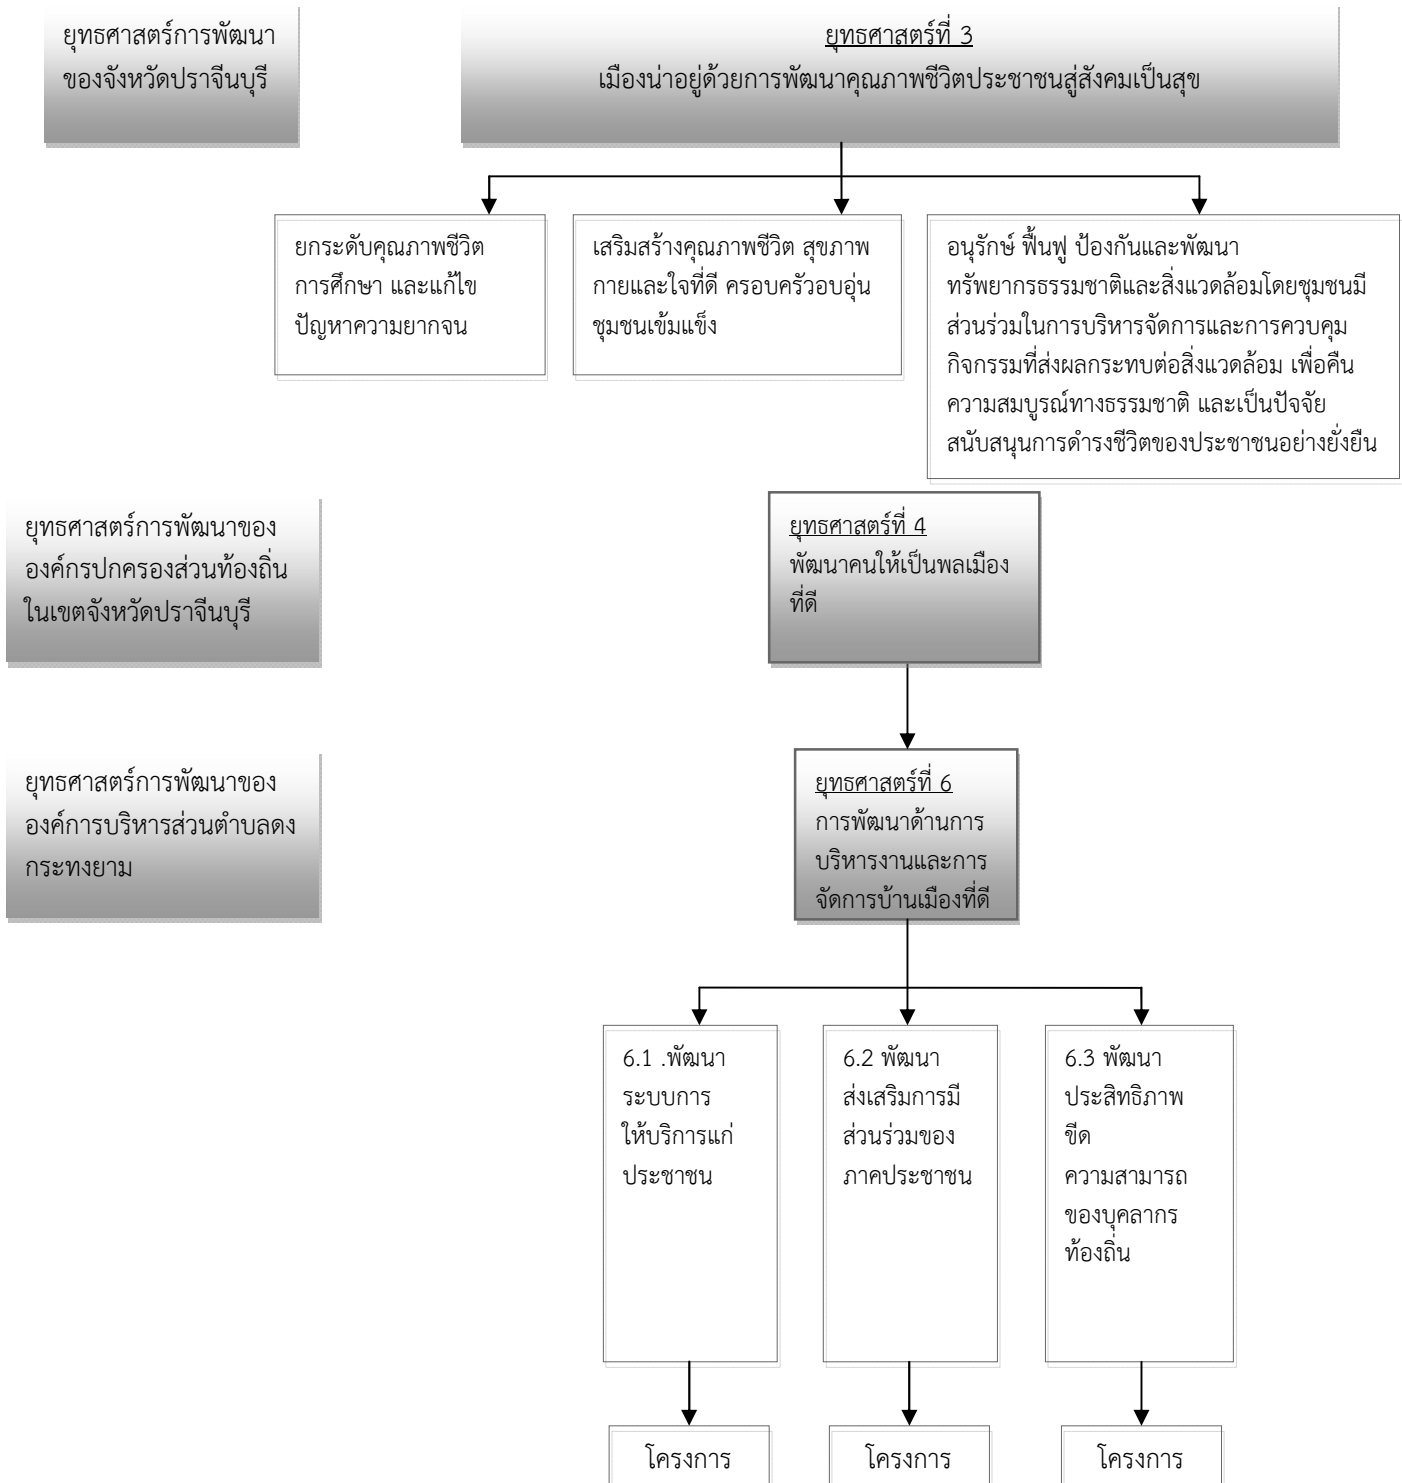 ยุทธศาสตร์การพัฒนา
ของจังหวัดปราจีนบุรี
ยุทธศาสตร์ที่ 3
เมืองน่าอยู่ด้วยการพัฒนาคุณภาพชีวิตประชาชนสู่สังคมเป็นสุข
ยกระดับคุณภาพชีวิต
การศึกษา และแก้ไข
ปัญหาความยากจน
เสริมสร้างคุณภาพชีวิต สุขภาพ
กายและใจที่ดี ครอบครัวอบอุ่น
ชุมชนเข้มแข็ง
อนุรักษ์ ฟื้นฟู ป้องกันและพัฒนา
ทรัพยากรธรรมชาติและสิ่งแวดล้อมโดยชุมชนมี
ส่วนร่วมในการบริหารจัดการและการควบคุม
กิจกรรมที่ส่งผลกระทบต่อสิ่งแวดล้อม เพื่อคืน
ความสมบูรณ์ทางธรรมชาติ และเป็นปัจจัย
สนับสนุนการดำรงชีวิตของประชาชนอย่างยั่งยืน
ยุทธศาสตร์การพัฒนาของ
องค์กรปกครองส่วนท้องถิ่น
ในเขตจังหวัดปราจีนบุรี
ยุทธศาสตร์ที่ 4
พัฒนาคนให้เป็นพลเมือง
ที่ดี
ยุทธศาสตร์การพัฒนาของ
องค์การบริหารส่วนตำบลดง
กระทงยาม
ยุทธศาสตร์ที่ 6
การพัฒนาด้านการ
บริหารงานและการ
จัดการบ้านเมืองที่ดี
6.1 .พัฒนา
ระบบการ
ให้บริการแก่
ประชาชน
6.2 พัฒนา
ส่งเสริมการมี
ส่วนร่วมของ
ภาคประชาชน
6.3 พัฒนา
ประสิทธิภาพ
ขีด
ความสามารถ
ของบุคลากร
ท้องถิ่น
โครงการ
โครงการ
โครงการ